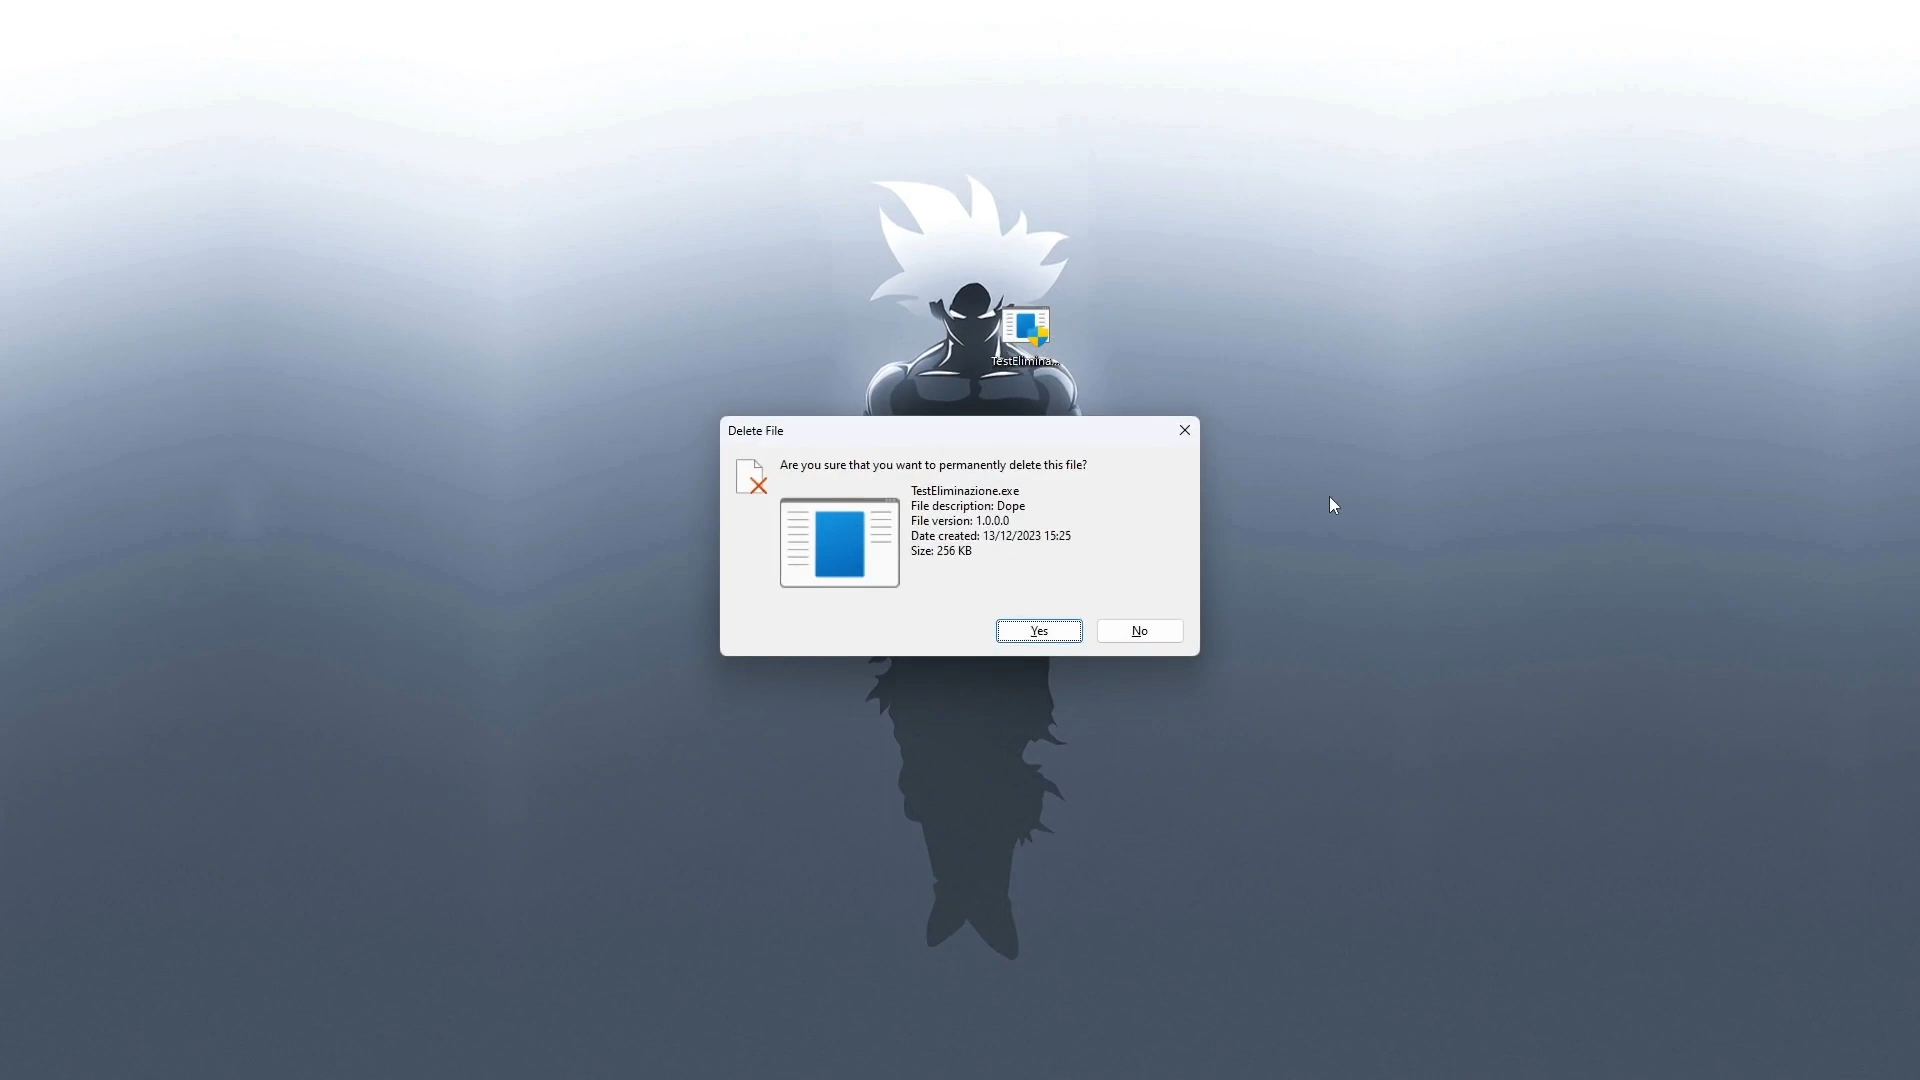 TestElimina...
Delete File
Are you sure that you want to permanently delete this file?
TestEliminazione.exe
File description: Dope
File version: 1.0.0.0
Date created: 13/12/2023 15:25
Size: 256 KB
Yes
No